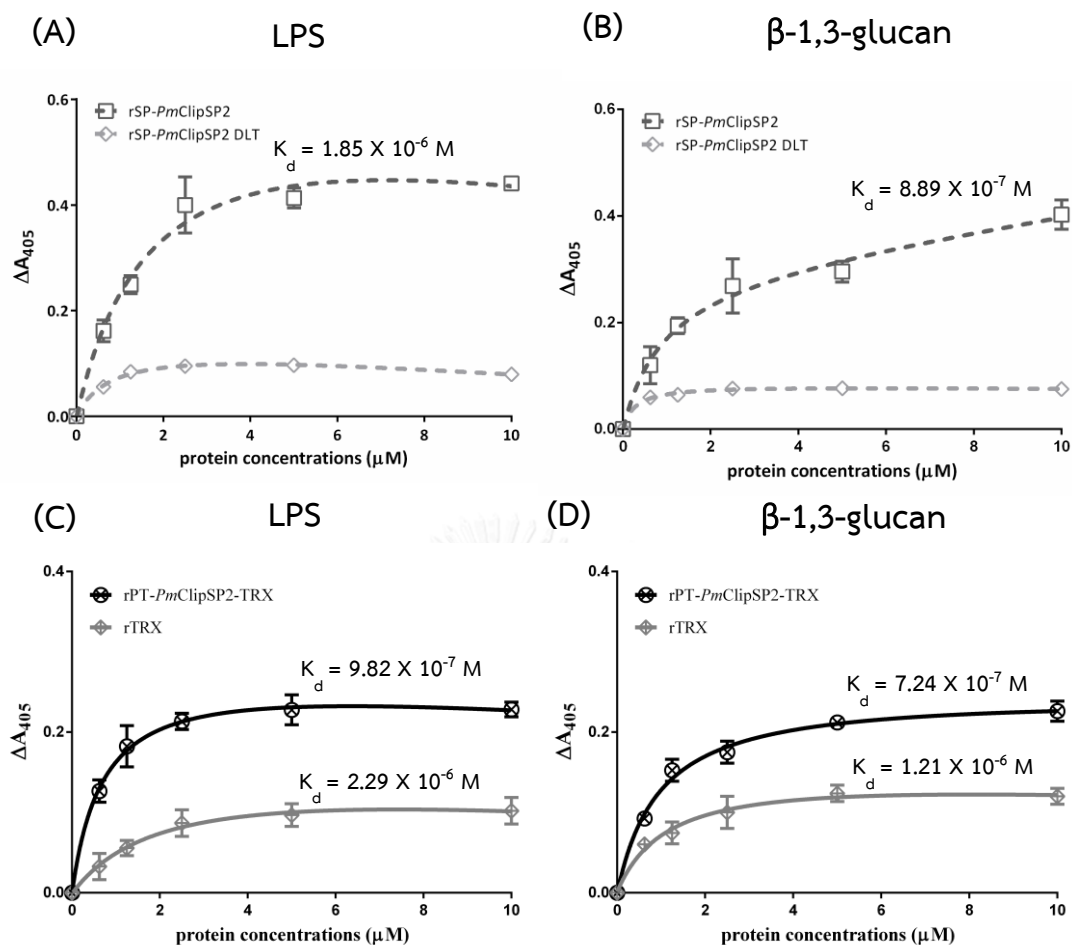 (A) LPS
0.6
rSP-PmClipSP2
rSP-PmClipSP2 DLT
Kd = 1.85 X 10-6 M
0.4
ΔA405
0.2
0.0
0 2 4 6 8 10
protein concentrations (μM)
(B) β-1,3-glucan
0.6
rSP-PmClipSP2
rSP-PmClipSP2 DLT
Kd = 8.89 X 10-7 M
0.4
ΔA405
0.2
0.0
0 2 4 6 8 10
protein concentrations (μM)
(C) LPS
0.4
rPT-PmClipSP2-TRX
rTRX
Kd = 9.82 X 10-7 M
ΔA405
0.2
Kd = 2.29 X 10-6 M
0.0
0 2 4 6 8 10
protein concentrations (μM)
(D) β-1,3-glucan
0.4
rPT-PmClipSP2-TRX
rTRX
Kd = 7.24 X 10-7 M
ΔA405
0.2
Kd = 1.21 X 10-6 M
0.0
0 2 4 6 8 10
protein concentrations (μM)